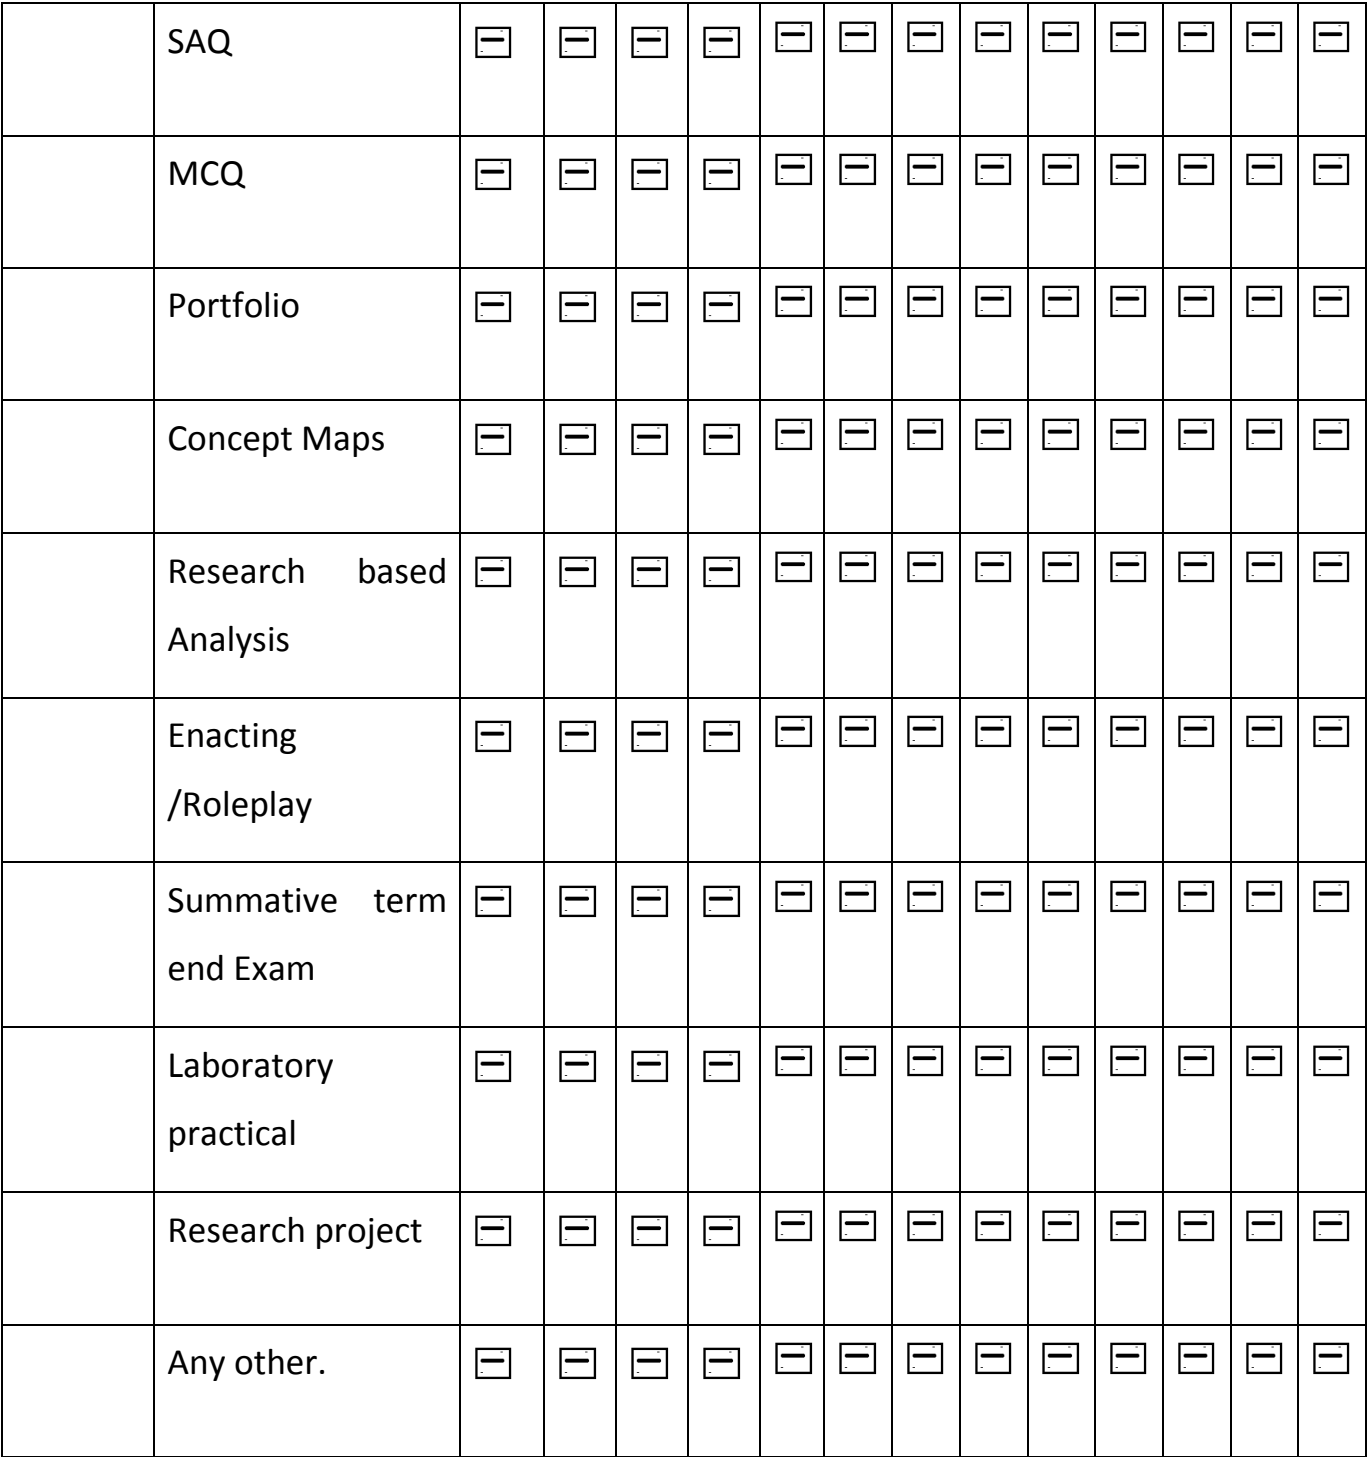 SAQ
MCQ
Portfolio
Concept Maps
Research based
Analysis
Enacting
/Roleplay
Summative term
end Exam
Laboratory
practical
Research project
Any other.